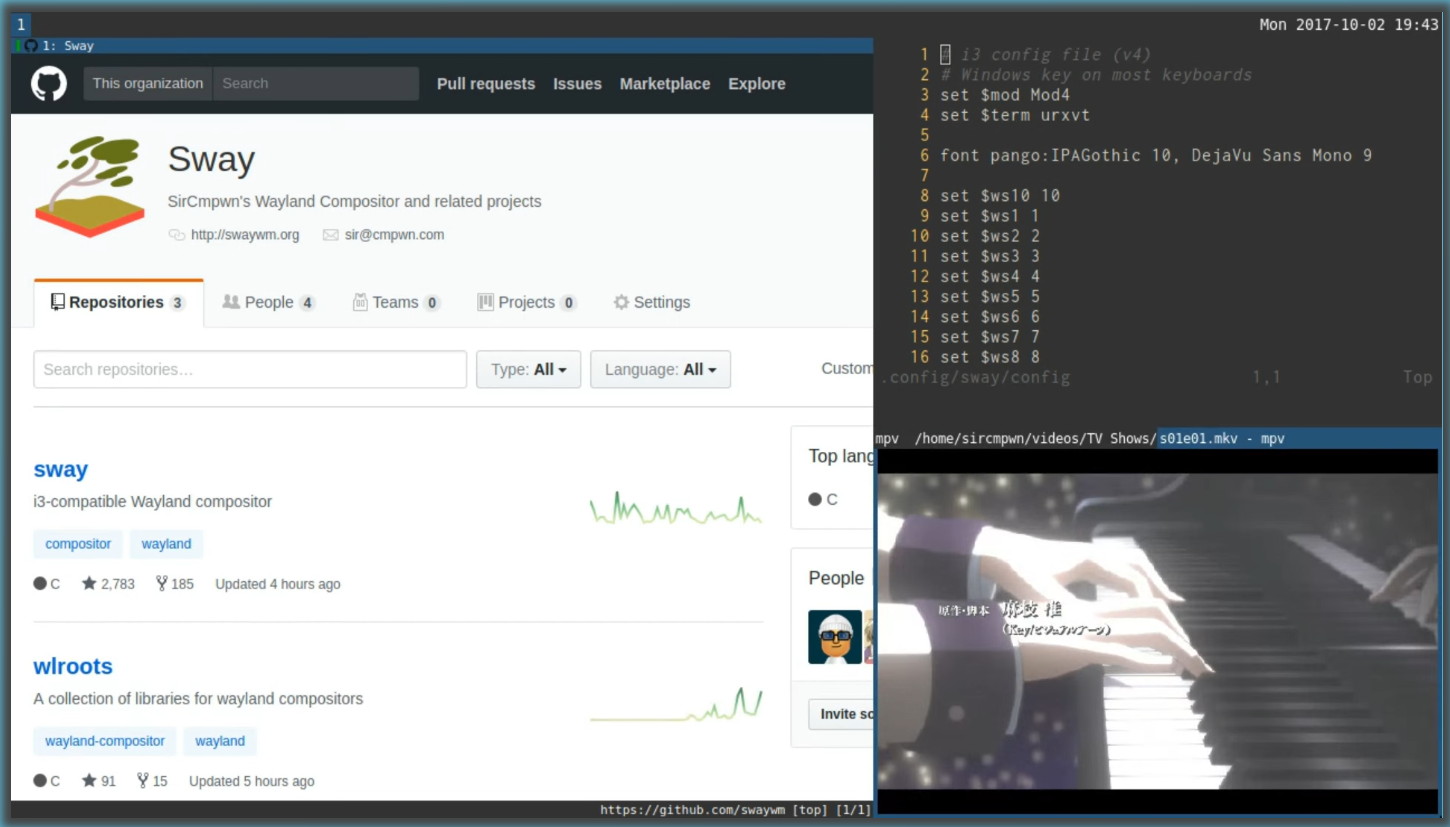 1
Mon 2017-10-02 19:43
1: Sway
This organization
Search
Pull requests
Issues
Marketplace
Explore
Sway
SirCmpwn's Wayland Compositor and related projects
http://swaywm.org
sir@cmpwn.com
Repositories 3
People 4
Teams 0
Projects 0
Settings
Search repositories…
Type: All
Language: All
Custom
sway
i3-compatible Wayland compositor
compositor
wayland
C
2,783
185
Updated 4 hours ago
wlroots
A collection of libraries for wayland compositors
wayland-compositor
wayland
C
91
15
Updated 5 hours ago
Top lang
C
People
Invite so
https://github.com/swaywm [top] [1/1]
1 # i3 config file (v4)
2 # Windows key on most keyboards
3 set $mod Mod4
4 set $term urxvt
5
6 font pango:IPAGothic 10, DejaVu Sans Mono 9
7
8 set $ws10 10
9 set $ws1 1
10 set $ws2 2
11 set $ws3 3
12 set $ws4 4
13 set $ws5 5
14 set $ws6 6
15 set $ws7 7
16 set $ws8 8
.config/sway/config 1,1 Top
mpv /home/sircmpwn/videos/TV Shows/s01e01.mkv - mpv
原作・脚本 麻枝 准
(Key/ビジュアルアーツ)